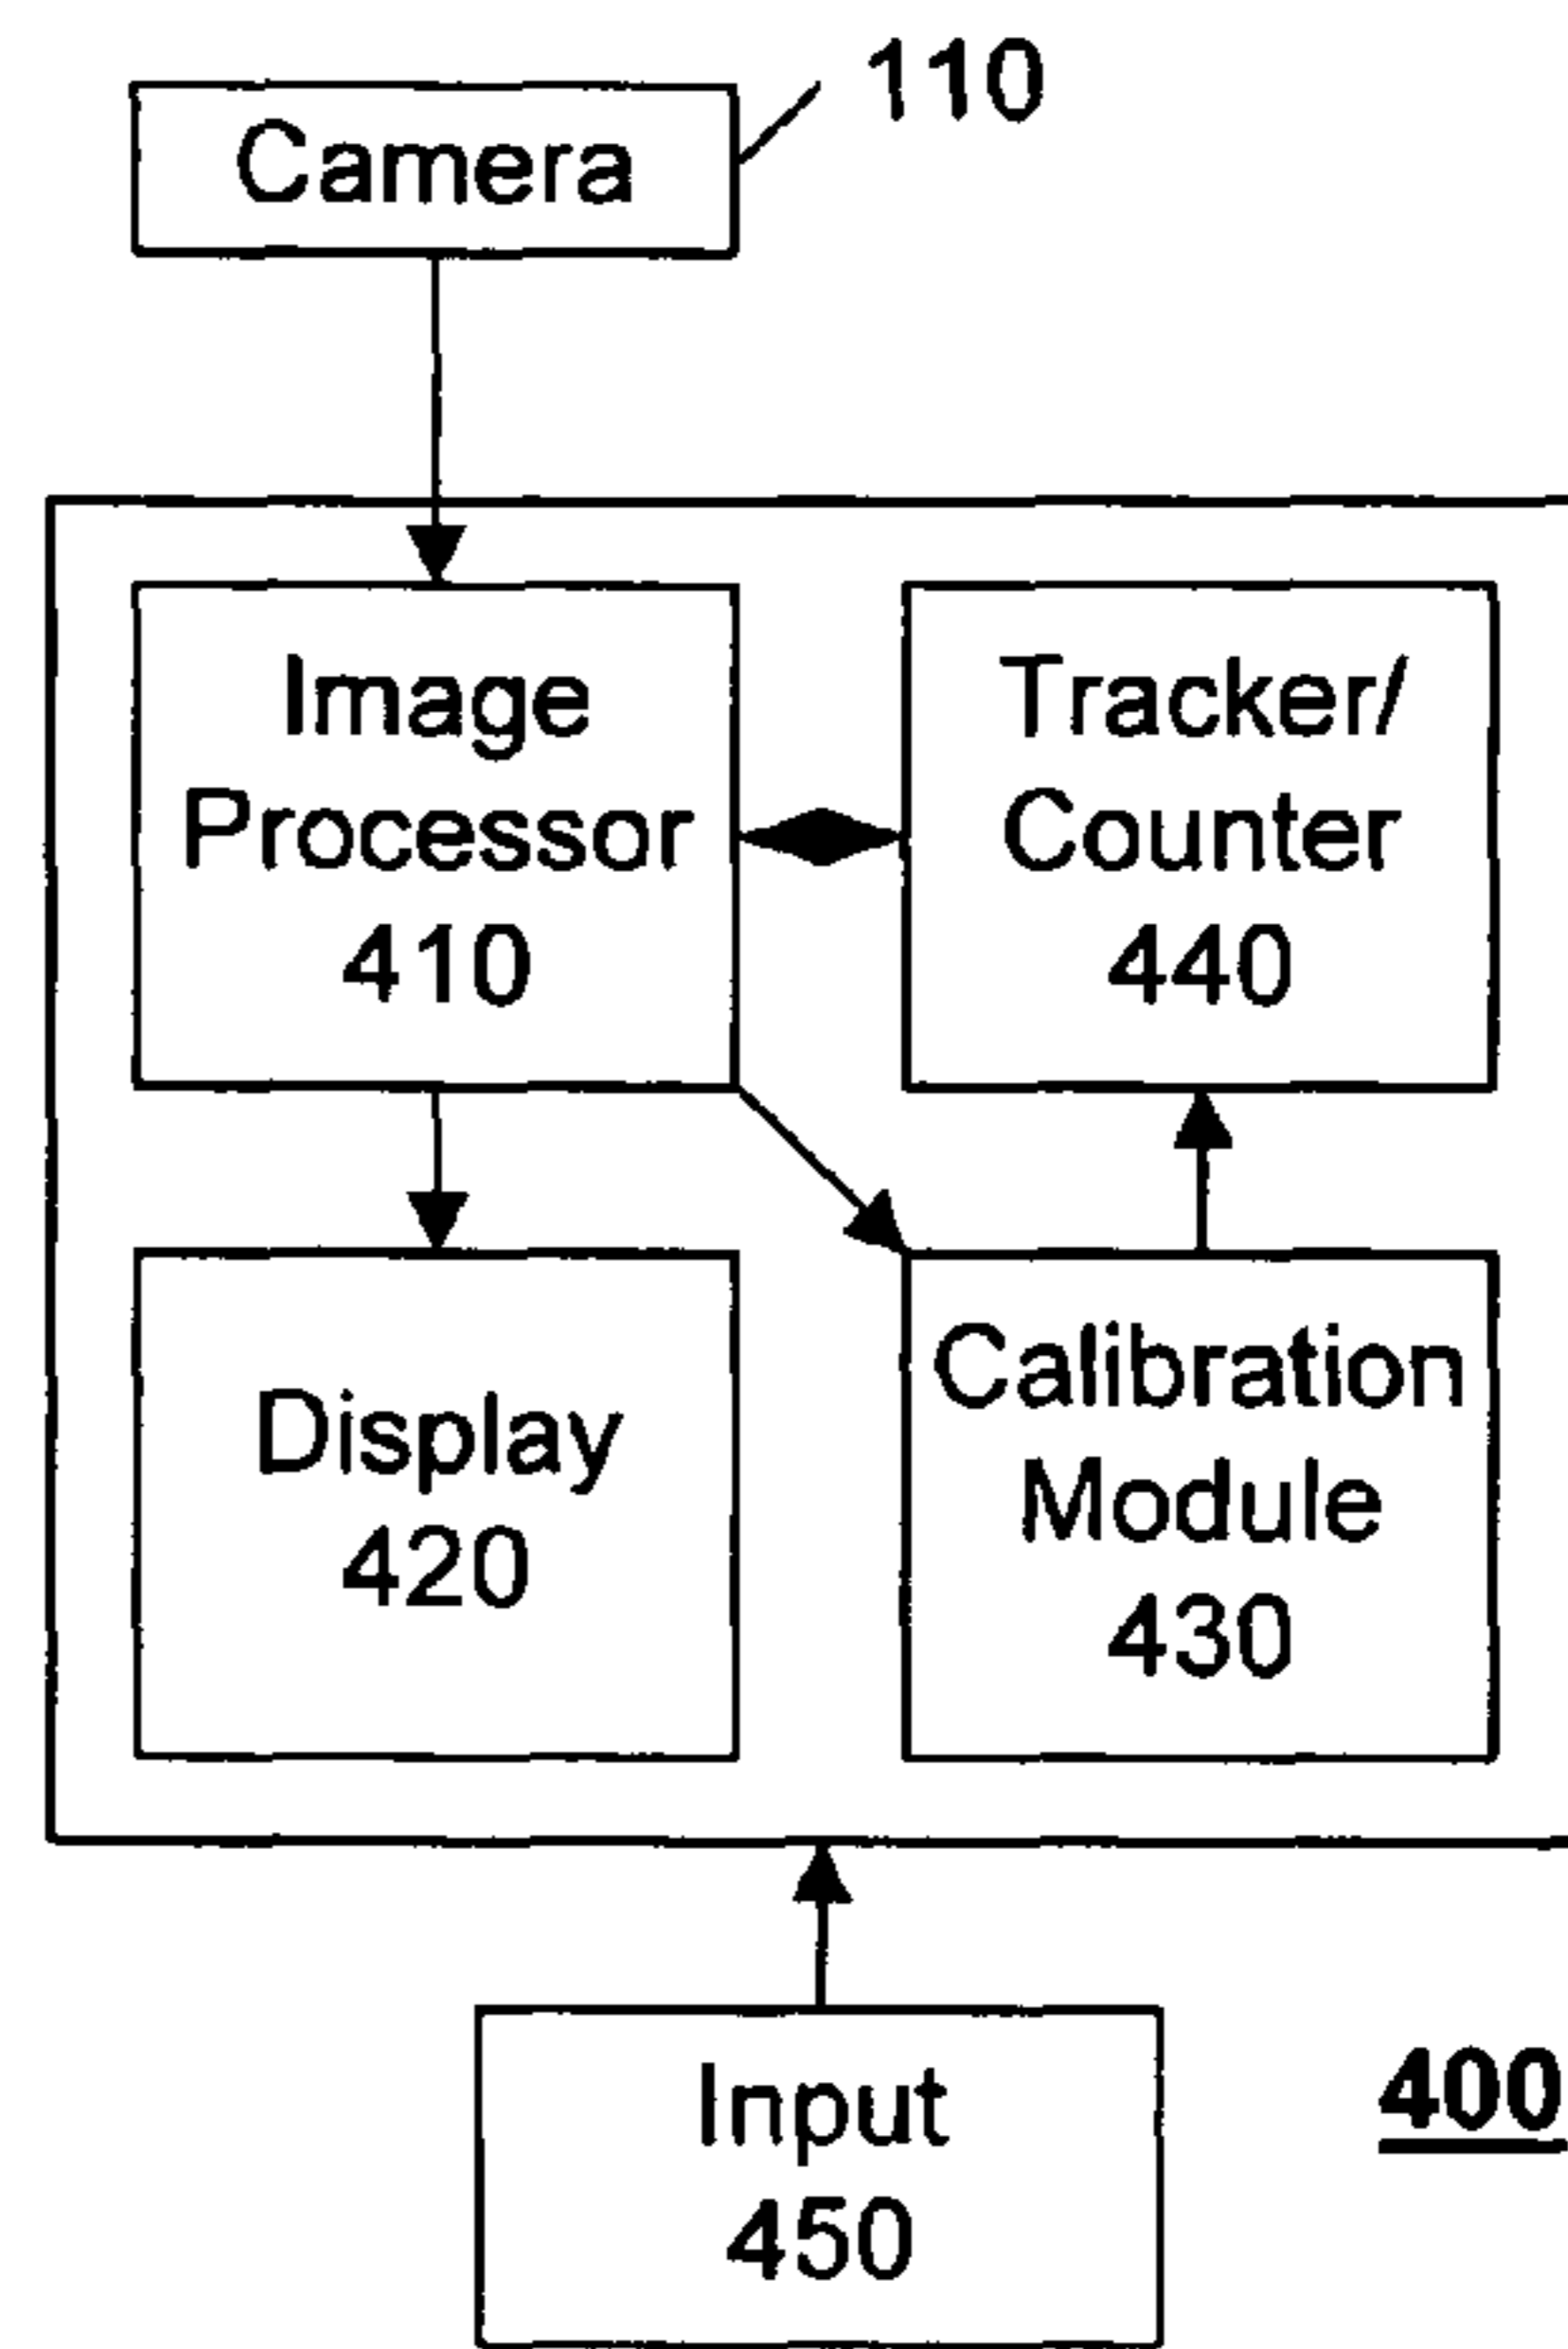 110
Camera
Image
Processor
410
Tracker/
Counter
440
Display
420
Calibration
Module
430
Input
450
400